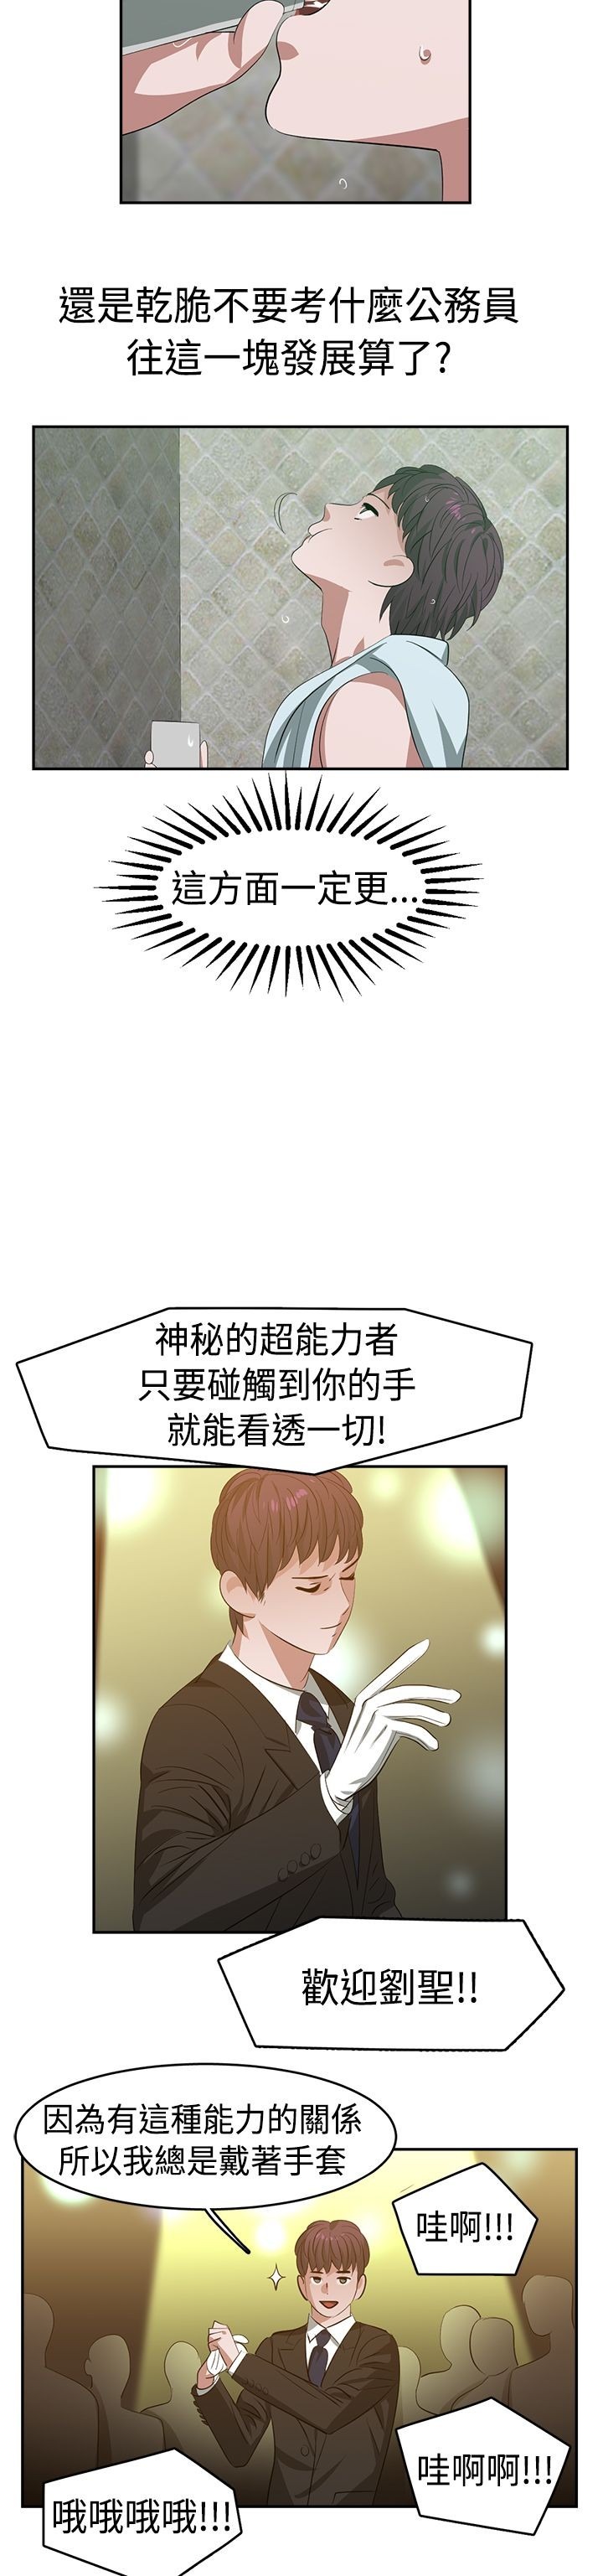 還是乾脆不要考什麼公務員
往這一塊發展算了?
這方面一定更...
神秘的超能力者
只要碰觸到你的手
就能看透一切!
歡迎劉聖!!
因為有這種能力的關係
所以我總是戴著手套
哇啊!!!
哇啊啊!!!
哦哦哦哦!!!